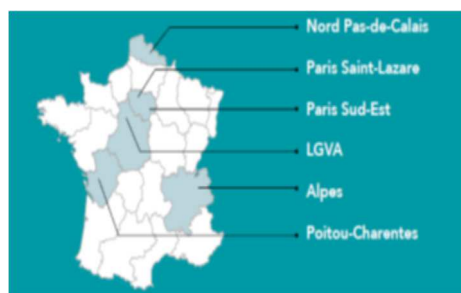 Nord Pas-de-Calais
Paris Saint-Lazare
Paris Sud-Est
LGVA
Alpes
Poitou-Charentes